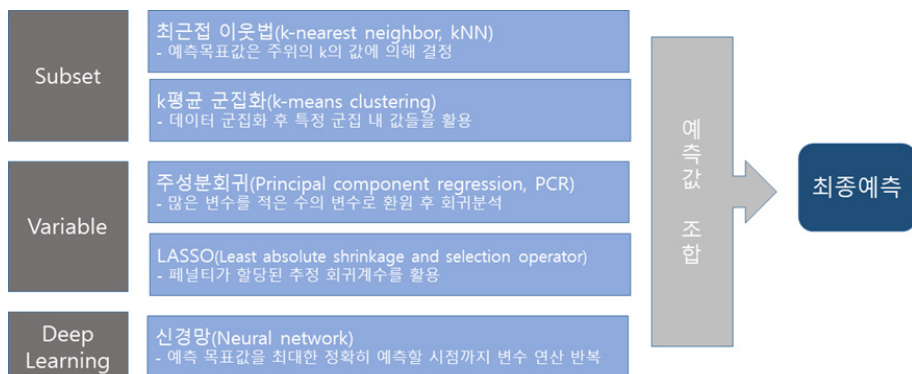 Subset
최근접 이웃법(k-nearest neighbor, kNN)
- 예측목표값은 주위의 k의 값에 의해 결정
k평균 군집화(k-means clustering)
- 데이터 군집화 후 특정 군집 내 값들을 활용
Variable
주성분회귀(Principal component regression, PCR)
- 많은 변수를 적은 수의 변수로 환원 후 회귀분석
LASSO(Least absolute shrinkage and selection operator)
- 페널티가 할당된 추정 회귀계수를 활용
Deep
Learning
신경망(Neural network)
- 예측 목표값을 최대한 정확히 예측할 시점까지 변수 연산 반복
예측값 조합
최종예측